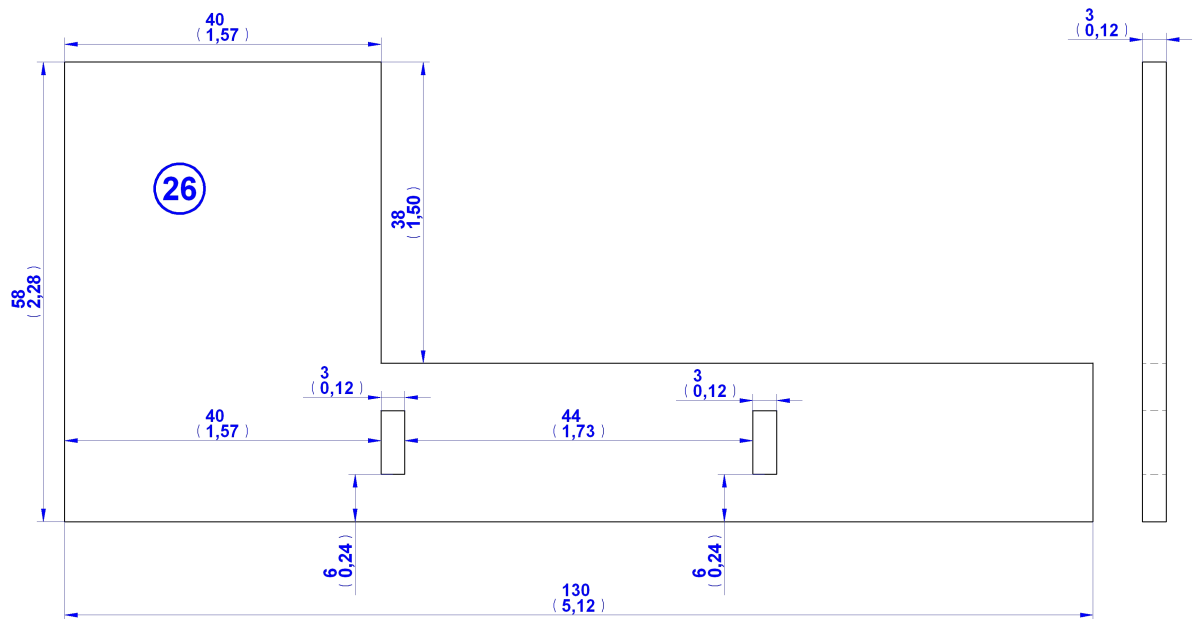 40
( 1,57 )
3
( 0,12 )
26
38
( 1,50 )
58
( 2,28 )
3
( 0,12 )
3
( 0,12 )
40
( 1,57 )
44
( 1,73 )
6
( 0,24 )
6
( 0,24 )
130
( 5,12 )